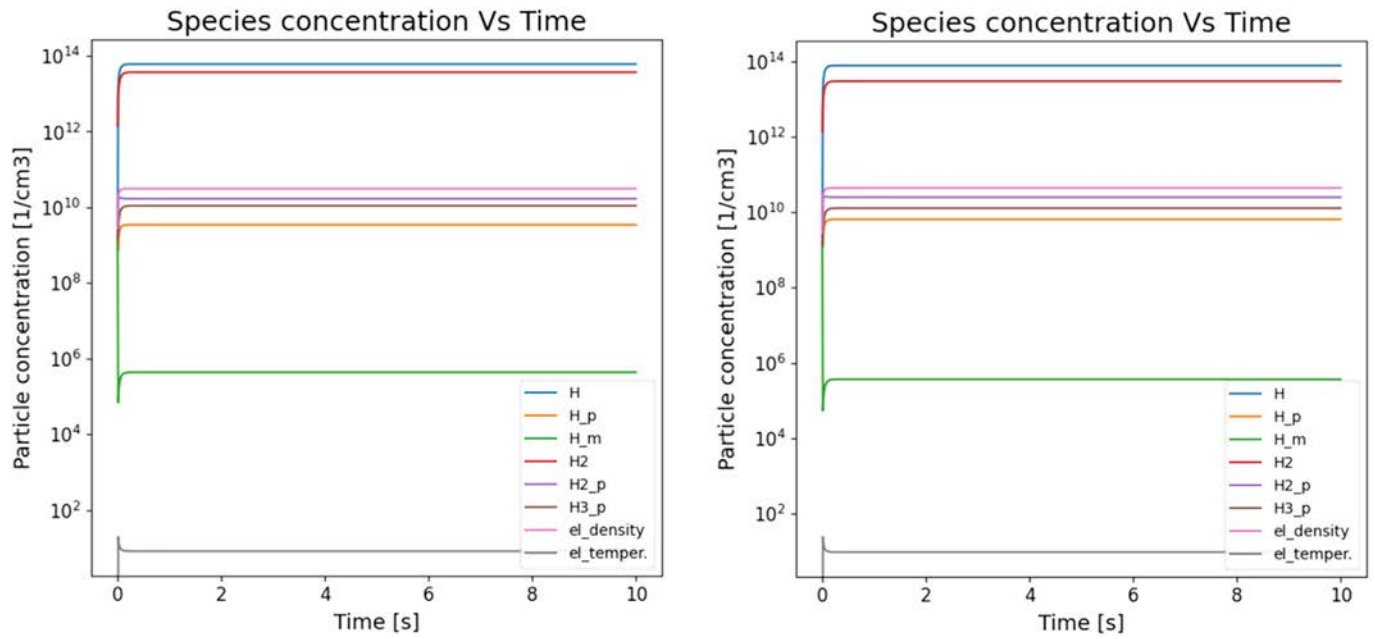 Species concentration Vs Time
Particle concentration [1/cm3]
10^14
10^12
10^10
10^8
10^6
10^4
10^2
H
H_p
H_m
H2
H2_p
H3_p
el_density
el_temper.
0 2 4 6 8 10
Time [s]
Species concentration Vs Time
Particle concentration [1/cm3]
10^14
10^12
10^10
10^8
10^6
10^4
10^2
H
H_p
H_m
H2
H2_p
H3_p
el_density
el_temper.
0 2 4 6 8 10
Time [s]